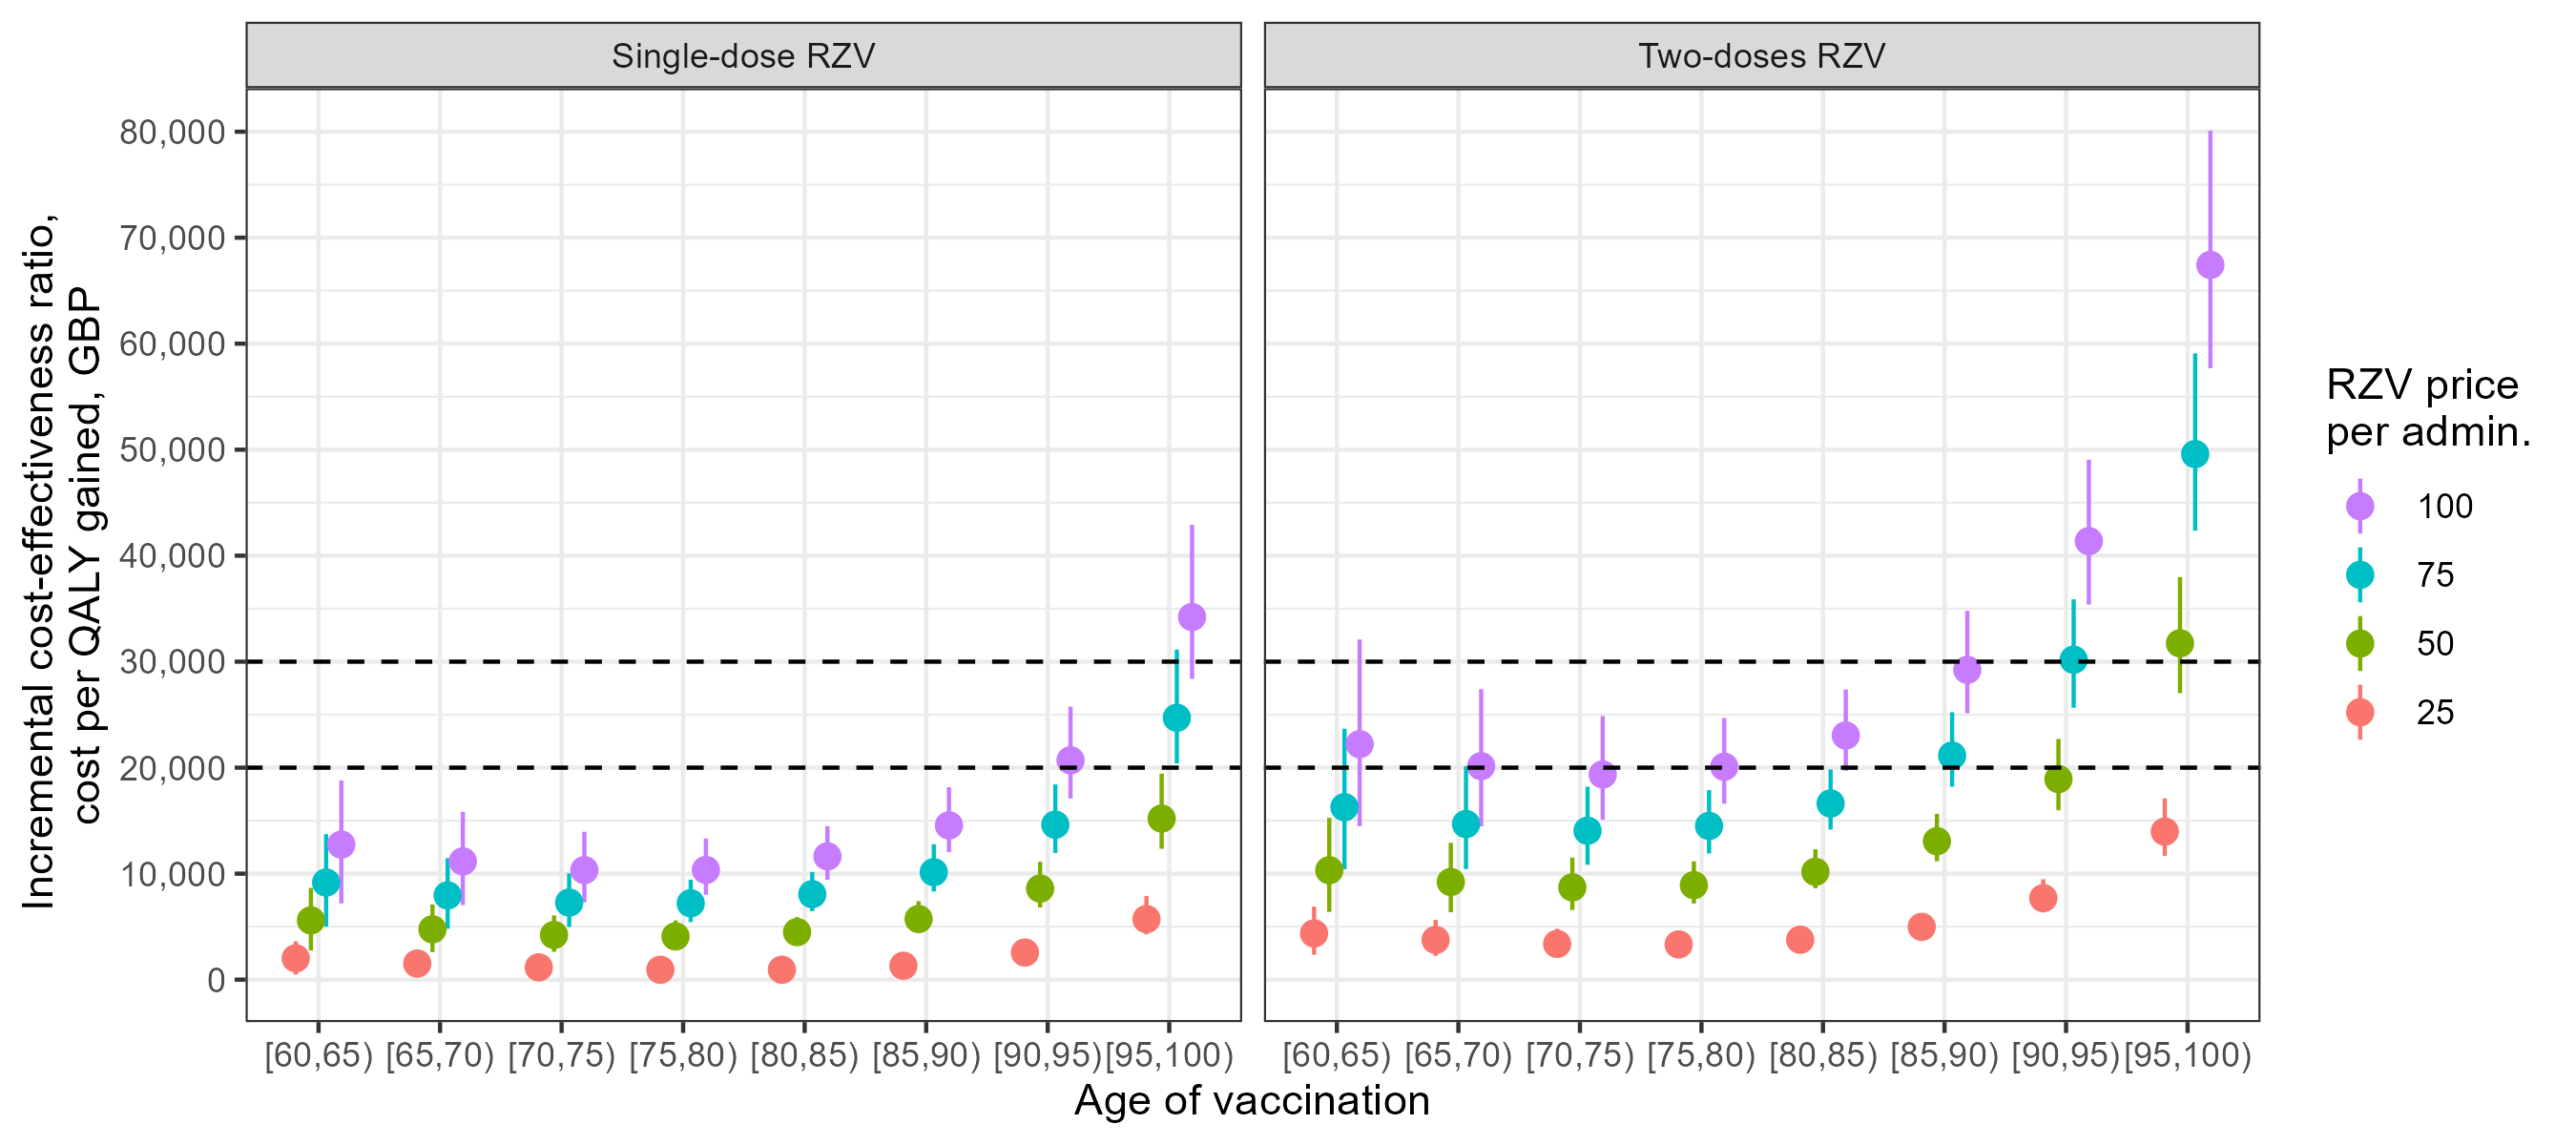 Single-dose RZV
Two-doses RZV
Incremental cost-effectiveness ratio,
cost per QALY gained, GBP
80,000
70,000
60,000
50,000
40,000
30,000
20,000
10,000
0
[60,65) [65,70) [70,75) [75,80) [80,85) [85,90) [90,95) [95,100)
[60,65) [65,70) [70,75) [75,80) [80,85) [85,90) [90,95) [95,100)
Age of vaccination
RZV price
per admin.
100
75
50
25